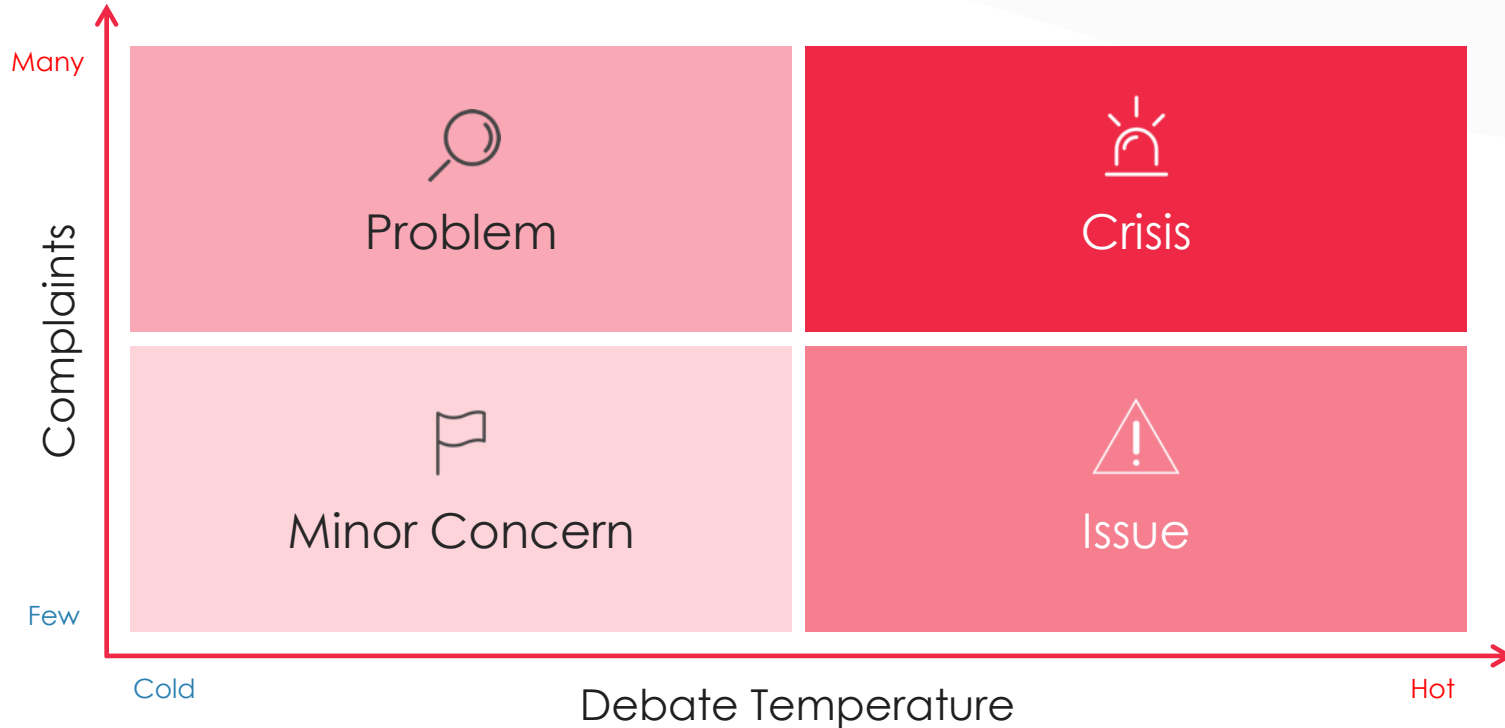 Many
Problem
Crisis
Complaints
Minor Concern
Issue
Few
Cold
Debate Temperature
Hot